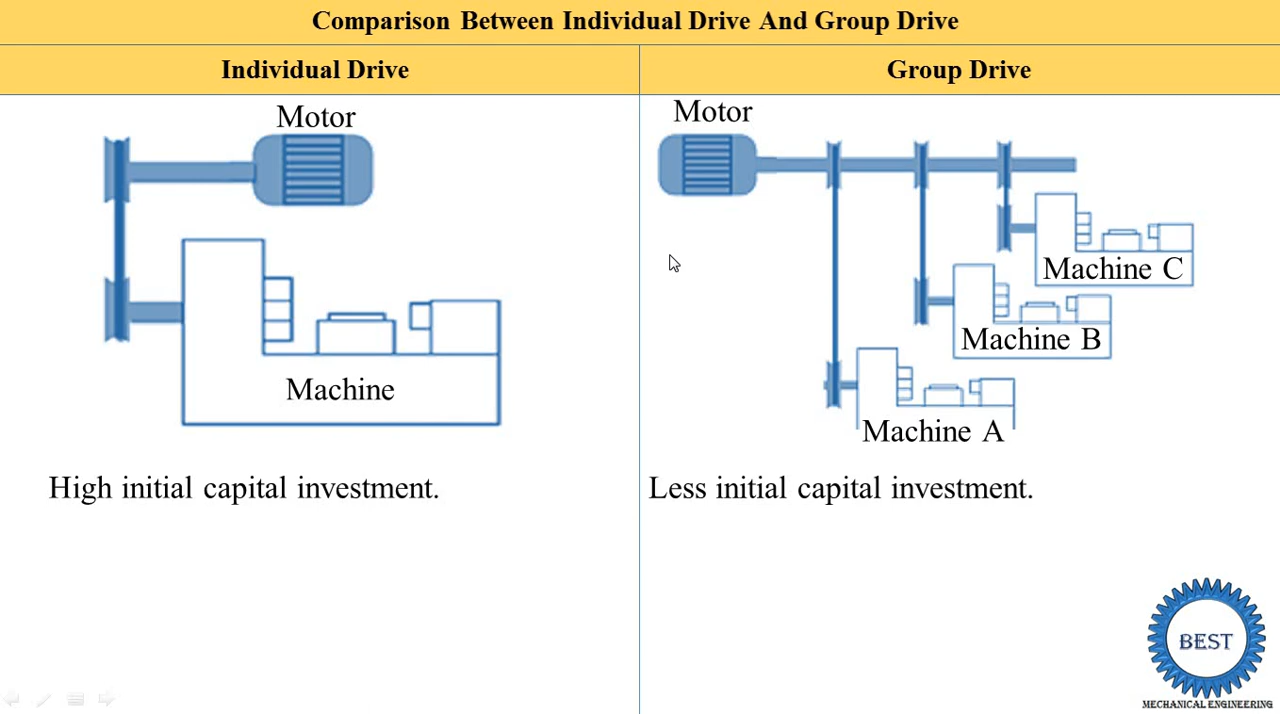 Comparison Between Individual Drive And Group Drive
Individual Drive
Group Drive
Motor
Machine
Motor
Machine C
Machine B
Machine A
High initial capital investment.
Less initial capital investment.
BEST
MECHANICAL ENGINEERING